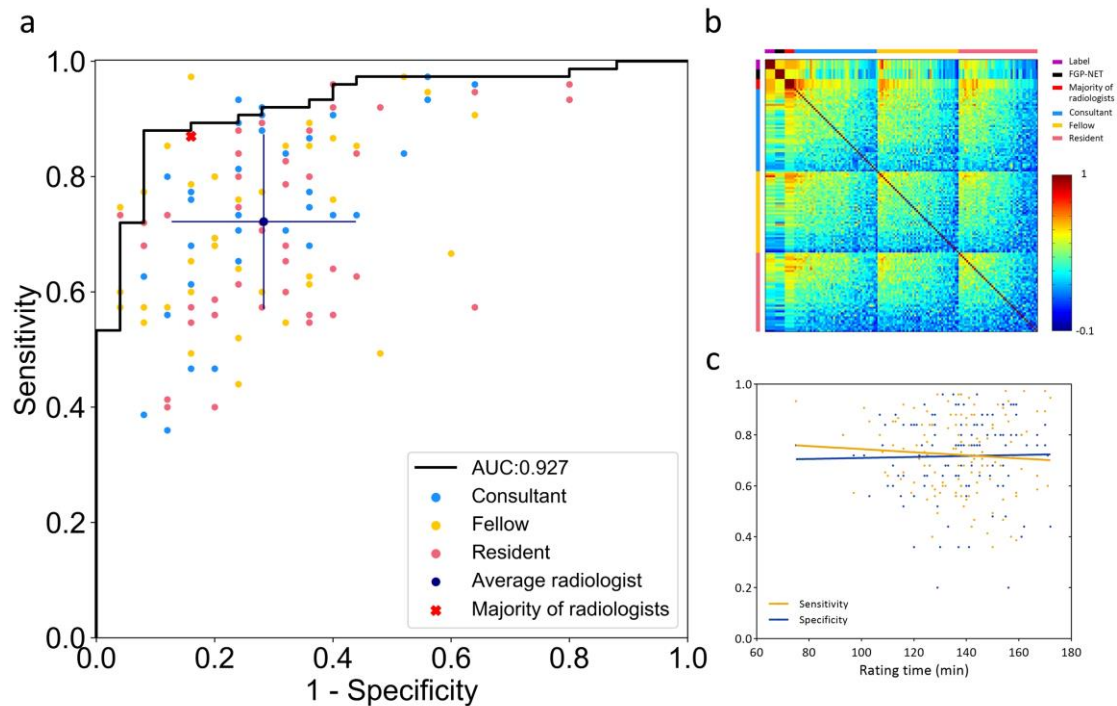 a
1.0
0.8
0.6
0.4
0.2
0.0
Sensitivity
0.0 0.2 0.4 0.6 0.8 1.0
1 - Specificity
AUC:0.927
Consultant
Fellow
Resident
Average radiologist
Majority of radiologists
b
Label
FGP-NET
Majority of
radiologists
Consultant
Fellow
Resident
1
-0.1
c
1.0
0.8
0.6
0.4
0.2
0.0
Sensitivity
Specificity
60 80 100 120 140 160 180
Rating time (min)